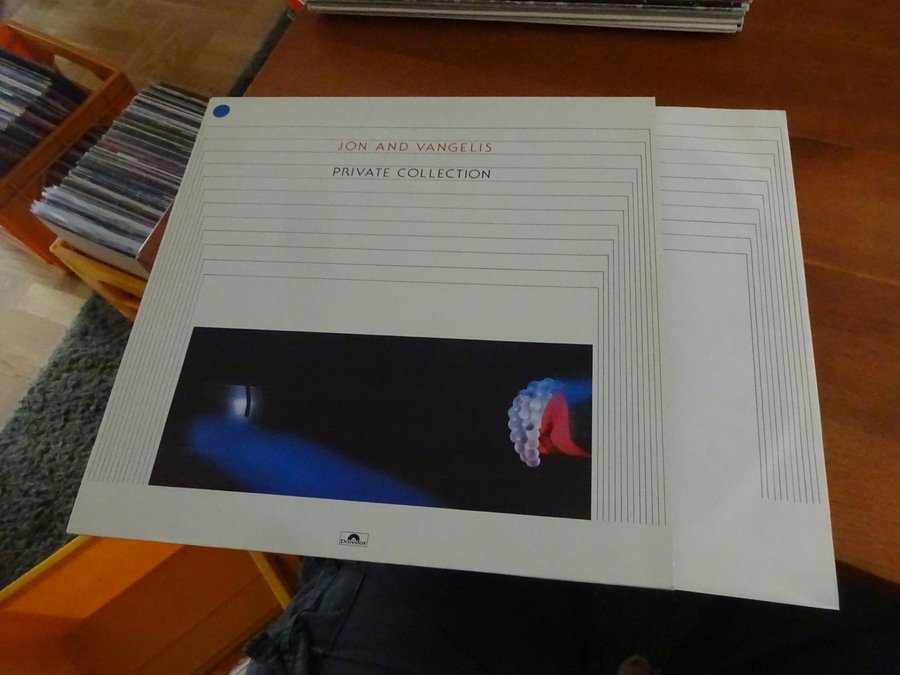 JON AND VANGELIS
PRIVATE COLLECTION
polydor